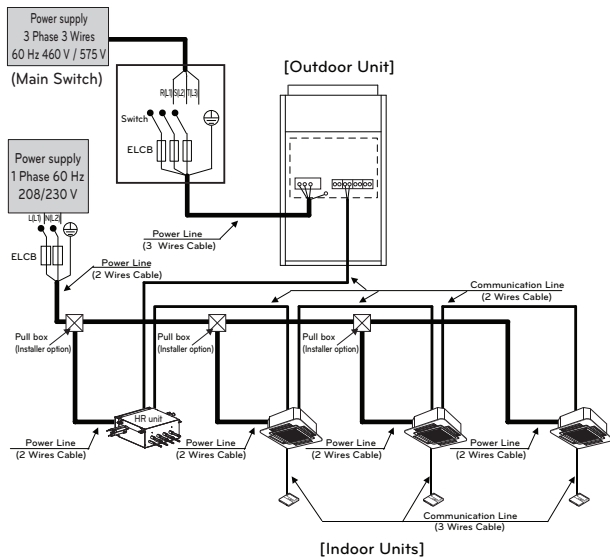 Power supply
3 Phase 3 Wires
60 Hz 460 V / 575 V
(Main Switch)
[Outdoor Unit]
R(L1) S(L2) T(L3)
Switch
ELCB
Power supply
1 Phase 60 Hz
208/230 V
L(L1) N(L2)
ELCB
Power Line
(3 Wires Cable)
Power Line
(2 Wires Cable)
Communication Line
(2 Wires Cable)
Pull box
(Installer option)
Pull box
(Installer option)
Pull box
(Installer option)
HR unit
Power Line
(2 Wires Cable)
Power Line
(2 Wires Cable)
Power Line
(2 Wires Cable)
Power Line
(2 Wires Cable)
Communication Line
(3 Wires Cable)
[Indoor Units]